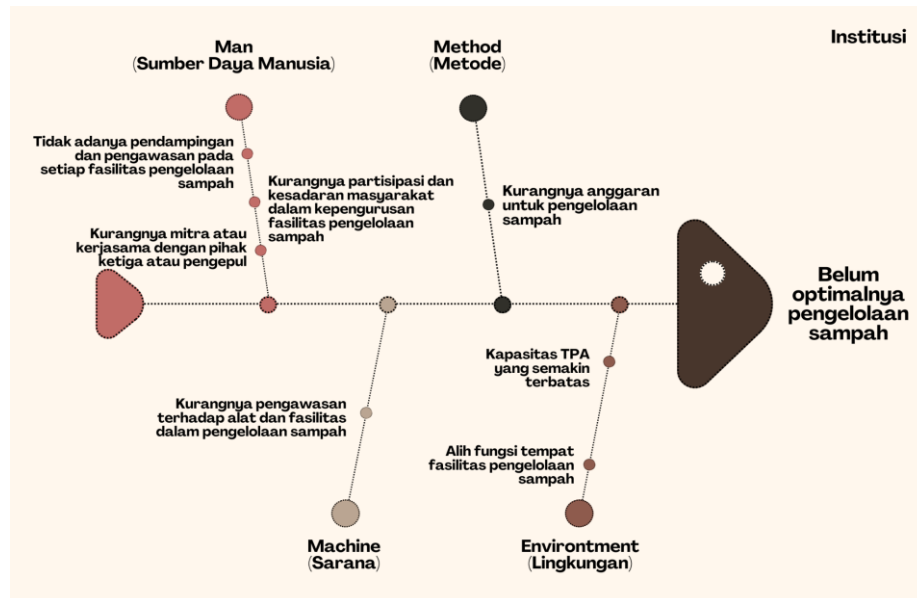 Institusi
Man
(Sumber Daya Manusia)
Tidak adanya pendampingan
dan pengawasan pada
setiap fasilitas pengelolaan
sampah
Kurangnya partisipasi dan
kesadaran masyarakat
dalam kepengurusan
fasilitas pengelolaan
sampah
Kurangnya mitra atau
kerjasama dengan pihak
ketiga atau pengepul
Method
(Metode)
Kurangnya anggaran
untuk pengelolaan
sampah
Belum
optimalnya
pengelolaan
sampah
Kurangnya pengawasan
terhadap alat dan fasilitas
dalam pengelolaan sampah
Machine
(Sarana)
Kapasitas TPA
yang semakin
terbatas
Alih fungsi tempat
fasilitas pengelolaan
sampah
Environtment
(Lingkungan)